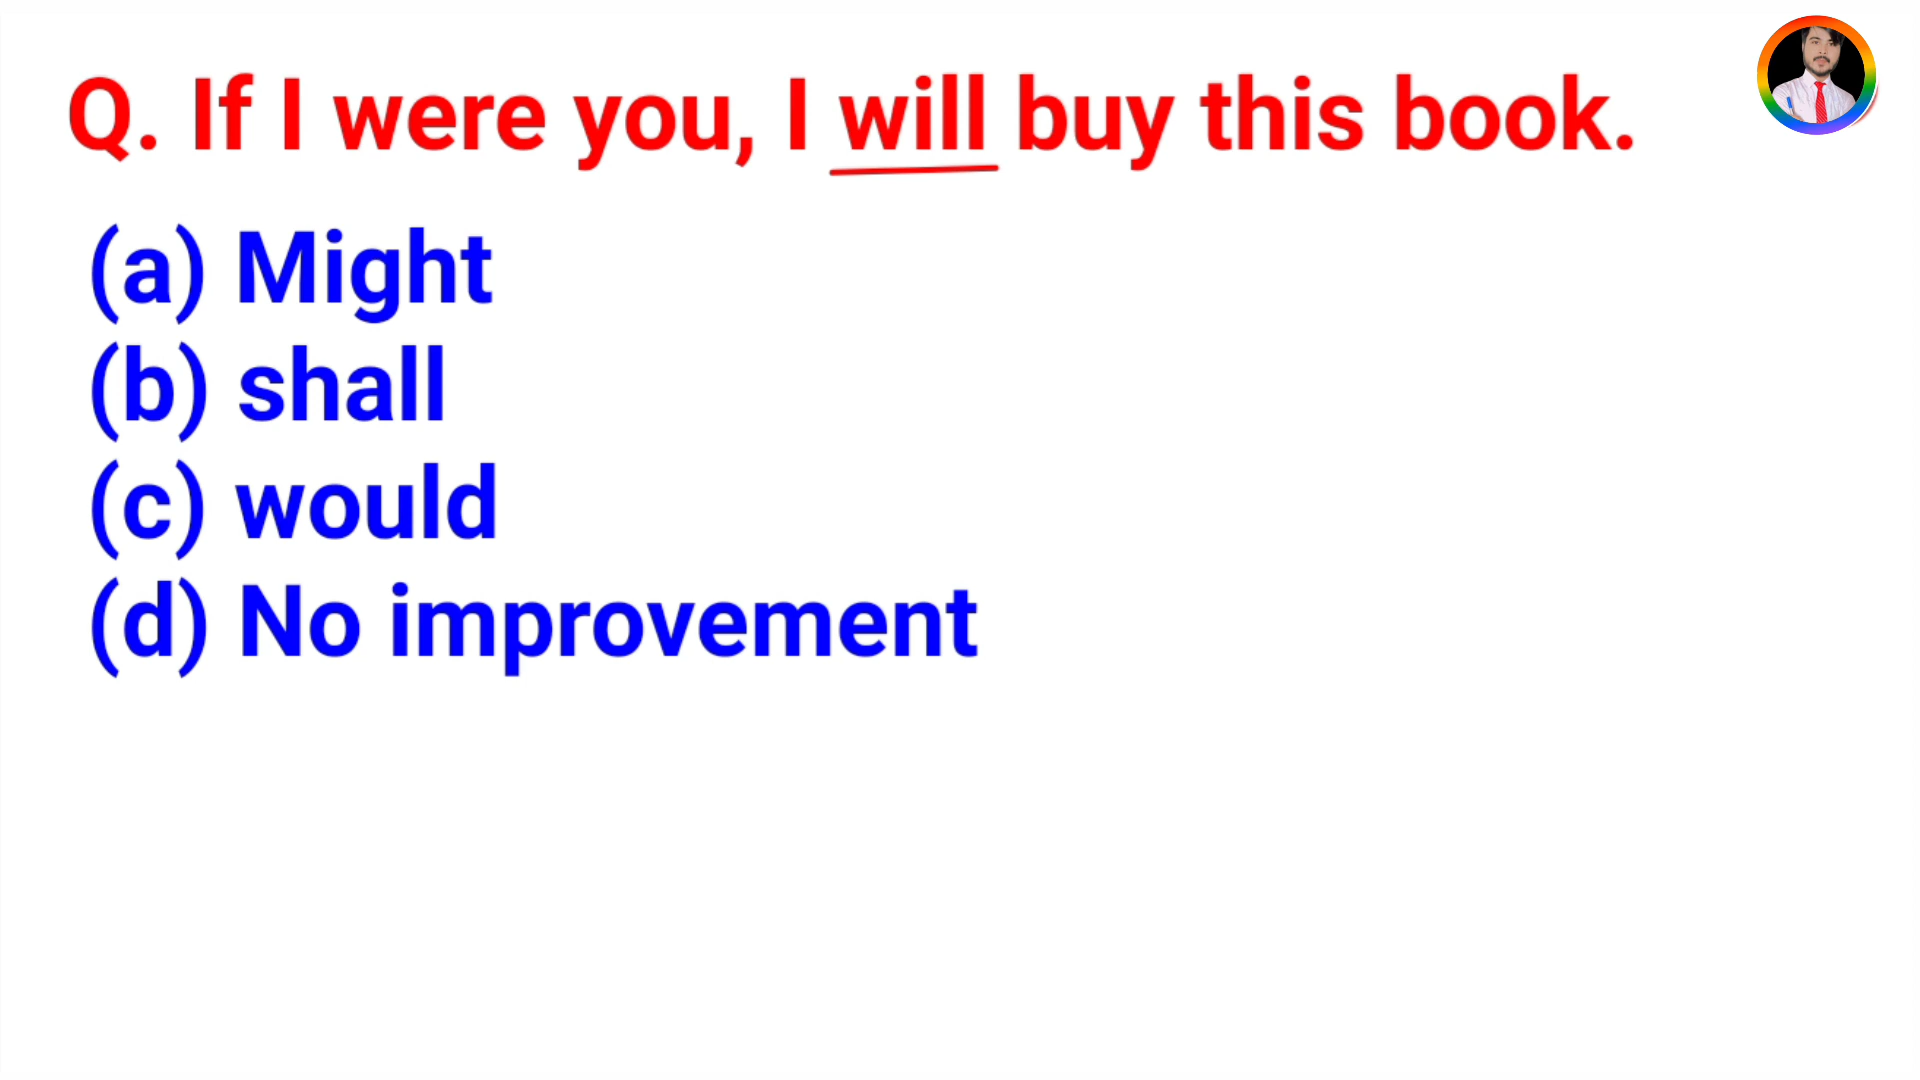 Q. If I were you, I will buy this book.
(a) Might
(b) shall
(c) would
(d) No improvement